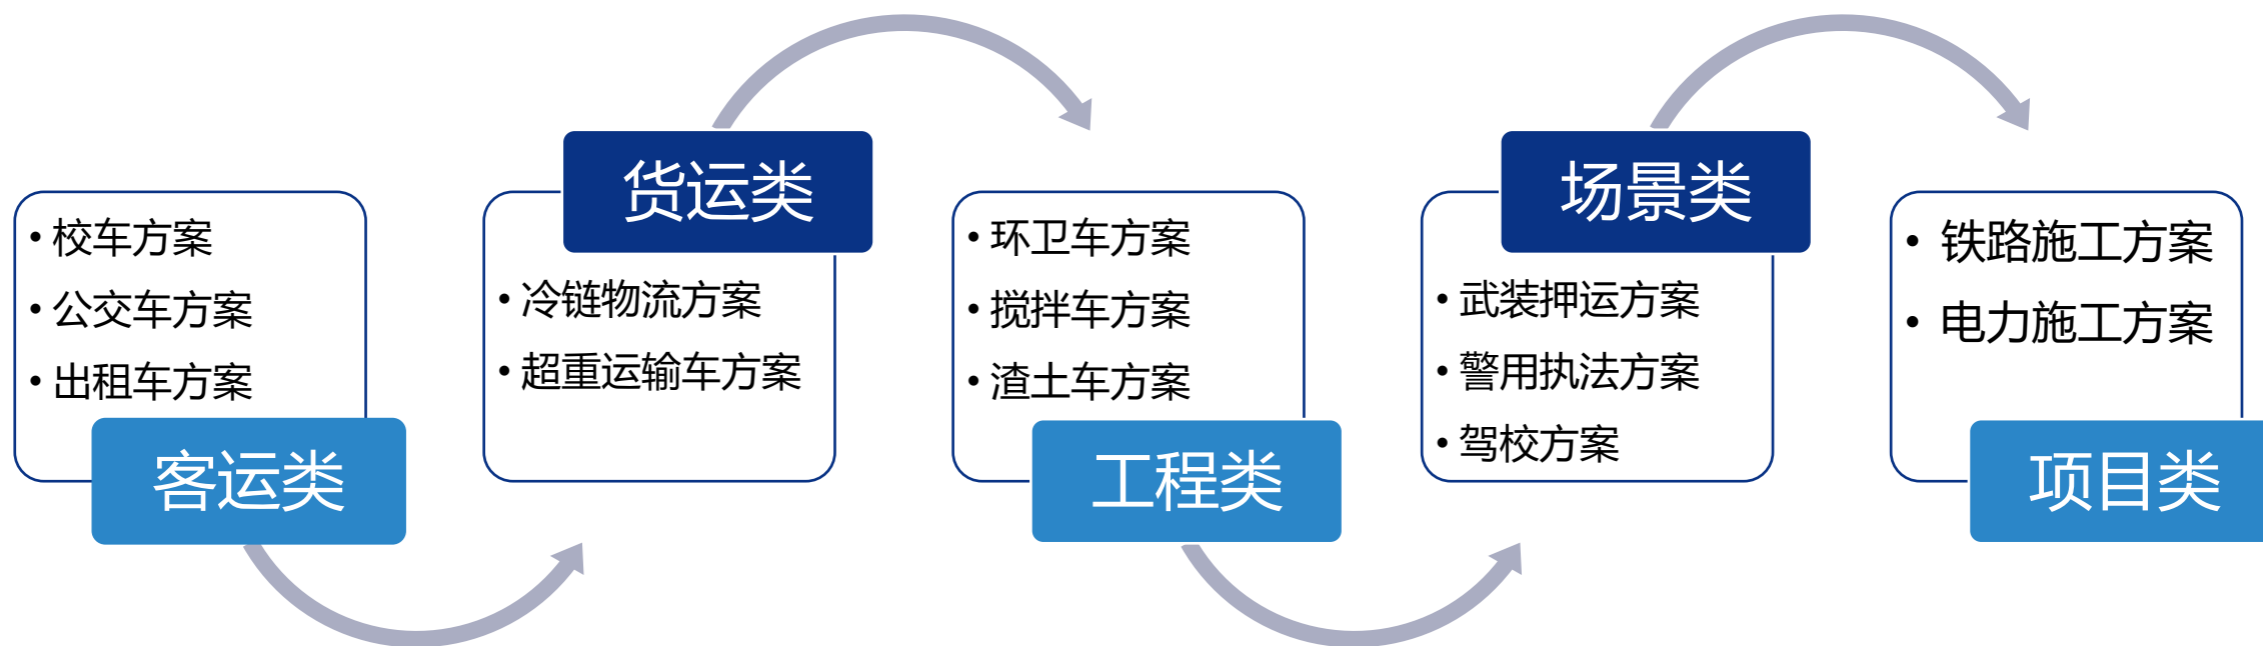 • 校车方案
• 公交车方案
• 出租车方案
客运类
货运类
• 冷链物流方案
• 超重运输车方案
• 环卫车方案
• 搅拌车方案
• 渣土车方案
工程类
场景类
• 武装押运方案
• 警用执法方案
• 驾校方案
• 铁路施工方案
• 电力施工方案
项目类